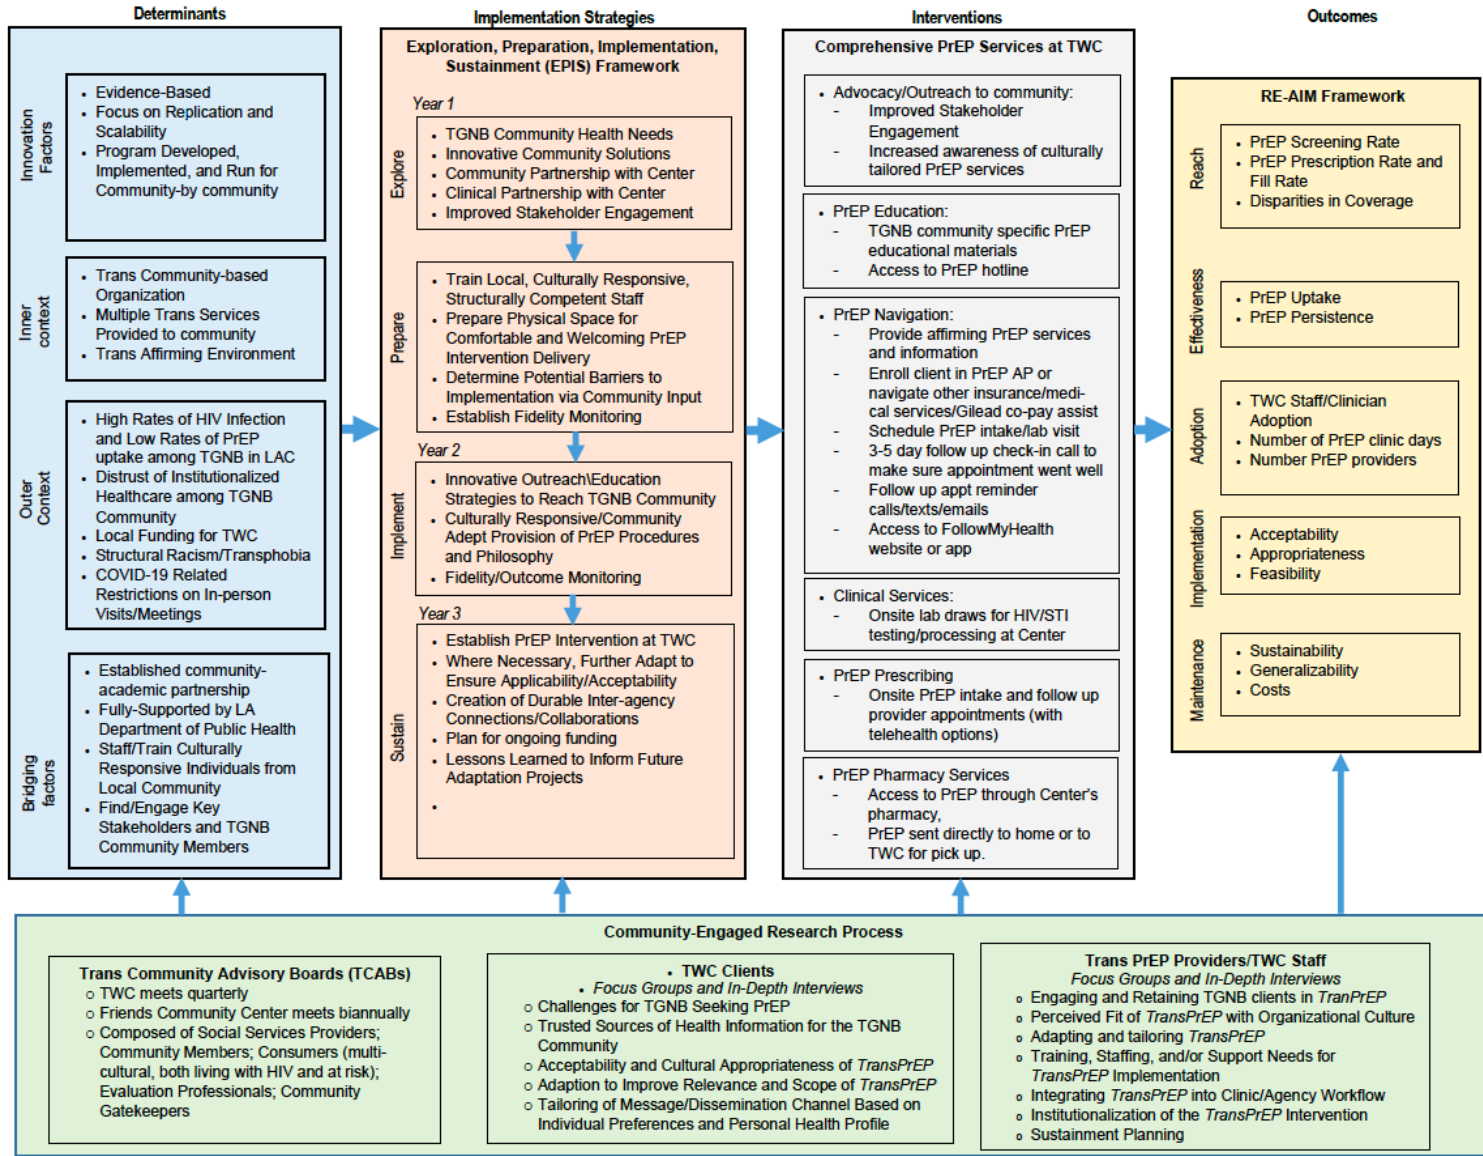 Determinants
Implementation Strategies
Interventions
Outcomes
Innovation
Factors
• Evidence-Based
• Focus on Replication and
Scalability
• Program Developed,
Implemented, and Run for
Community-by community
Inner
context
• Trans Community-based
Organization
• Multiple Trans Services
Provided to community
• Trans Affirming Environment
Outer
Context
• High Rates of HIV Infection
and Low Rates of PrEP
uptake among TGNB in LAC
• Distrust of Institutionalized
Healthcare among TGNB
Community
• Local Funding for TWC
• Structural Racism/Transphobia
• COVID-19 Related
Restrictions on In-person
Visits/Meetings
Bridging
factors
• Established community-
academic partnership
• Fully-Supported by LA
Department of Public Health
• Staff/Train Culturally
Responsive Individuals from
Local Community
• Find/Engage Key
Stakeholders and TGNB
Community Members
Exploration, Preparation, Implementation,
Sustainment (EPIS) Framework
Year 1
Explore
• TGNB Community Health Needs
• Innovative Community Solutions
• Community Partnership with Center
• Clinical Partnership with Center
• Improved Stakeholder Engagement
Prepare
• Train Local, Culturally Responsive,
Structurally Competent Staff
• Prepare Physical Space for
Comfortable and Welcoming PrEP
Intervention Delivery
• Determine Potential Barriers to
Implementation via Community Input
• Establish Fidelity Monitoring
Year 2
Implement
• Innovative Outreach\Education
Strategies to Reach TGNB Community
• Culturally Responsive/Community
Adept Provision of PrEP Procedures
and Philosophy
• Fidelity/Outcome Monitoring
Year 3
Sustain
• Establish PrEP Intervention at TWC
• Where Necessary, Further Adapt to
Ensure Applicability/Acceptability
• Creation of Durable Inter-agency
Connections/Collaborations
• Plan for ongoing funding
• Lessons Learned to Inform Future
Adaptation Projects
•
Comprehensive PrEP Services at TWC
• Advocacy/Outreach to community:
- Improved Stakeholder
Engagement
- Increased awareness of culturally
tailored PrEP services
• PrEP Education:
- TGNB community specific PrEP
educational materials
- Access to PrEP hotline
• PrEP Navigation:
- Provide affirming PrEP services
and information
- Enroll client in PrEP AP or
navigate other insurance/medi-
cal services/Gilead co-pay assist
- Schedule PrEP intake/lab visit
- 3-5 day follow up check-in call to
make sure appointment went well
- Follow up appt reminder
calls/texts/emails
- Access to FollowMyHealth
website or app
• Clinical Services:
- Onsite lab draws for HIV/STI
testing/processing at Center
• PrEP Prescribing
- Onsite PrEP intake and follow up
provider appointments (with
telehealth options)
• PrEP Pharmacy Services
- Access to PrEP through Center's
pharmacy,
- PrEP sent directly to home or to
TWC for pick up.
RE-AIM Framework
Reach
• PrEP Screening Rate
• PrEP Prescription Rate and
Fill Rate
• Disparities in Coverage
Effectiveness
• PrEP Uptake
• PrEP Persistence
Adoption
• TWC Staff/Clinician
Adoption
• Number of PrEP clinic days
• Number PrEP providers
Implementation
• Acceptability
• Appropriateness
• Feasibility
Maintenance
• Sustainability
• Generalizability
• Costs
Community-Engaged Research Process
Trans Community Advisory Boards (TCABs)
o TWC meets quarterly
o Friends Community Center meets biannually
o Composed of Social Services Providers;
Community Members; Consumers (multi-
cultural, both living with HIV and at risk);
Evaluation Professionals; Community
Gatekeepers
• TWC Clients
• Focus Groups and In-Depth Interviews
o Challenges for TGNB Seeking PrEP
o Trusted Sources of Health Information for the TGNB
Community
o Acceptability and Cultural Appropriateness of TransPrEP
o Adaption to Improve Relevance and Scope of TransPrEP
o Tailoring of Message/Dissemination Channel Based on
Individual Preferences and Personal Health Profile
Trans PrEP Providers/TWC Staff
Focus Groups and In-Depth Interviews
o Engaging and Retaining TGNB clients in TranPrEP
o Perceived Fit of TransPrEP with Organizational Culture
o Adapting and tailoring TransPrEP
o Training, Staffing, and/or Support Needs for
TransPrEP Implementation
o Integrating TransPrEP into Clinic/Agency Workflow
o Institutionalization of the TransPrEP Intervention
o Sustainment Planning